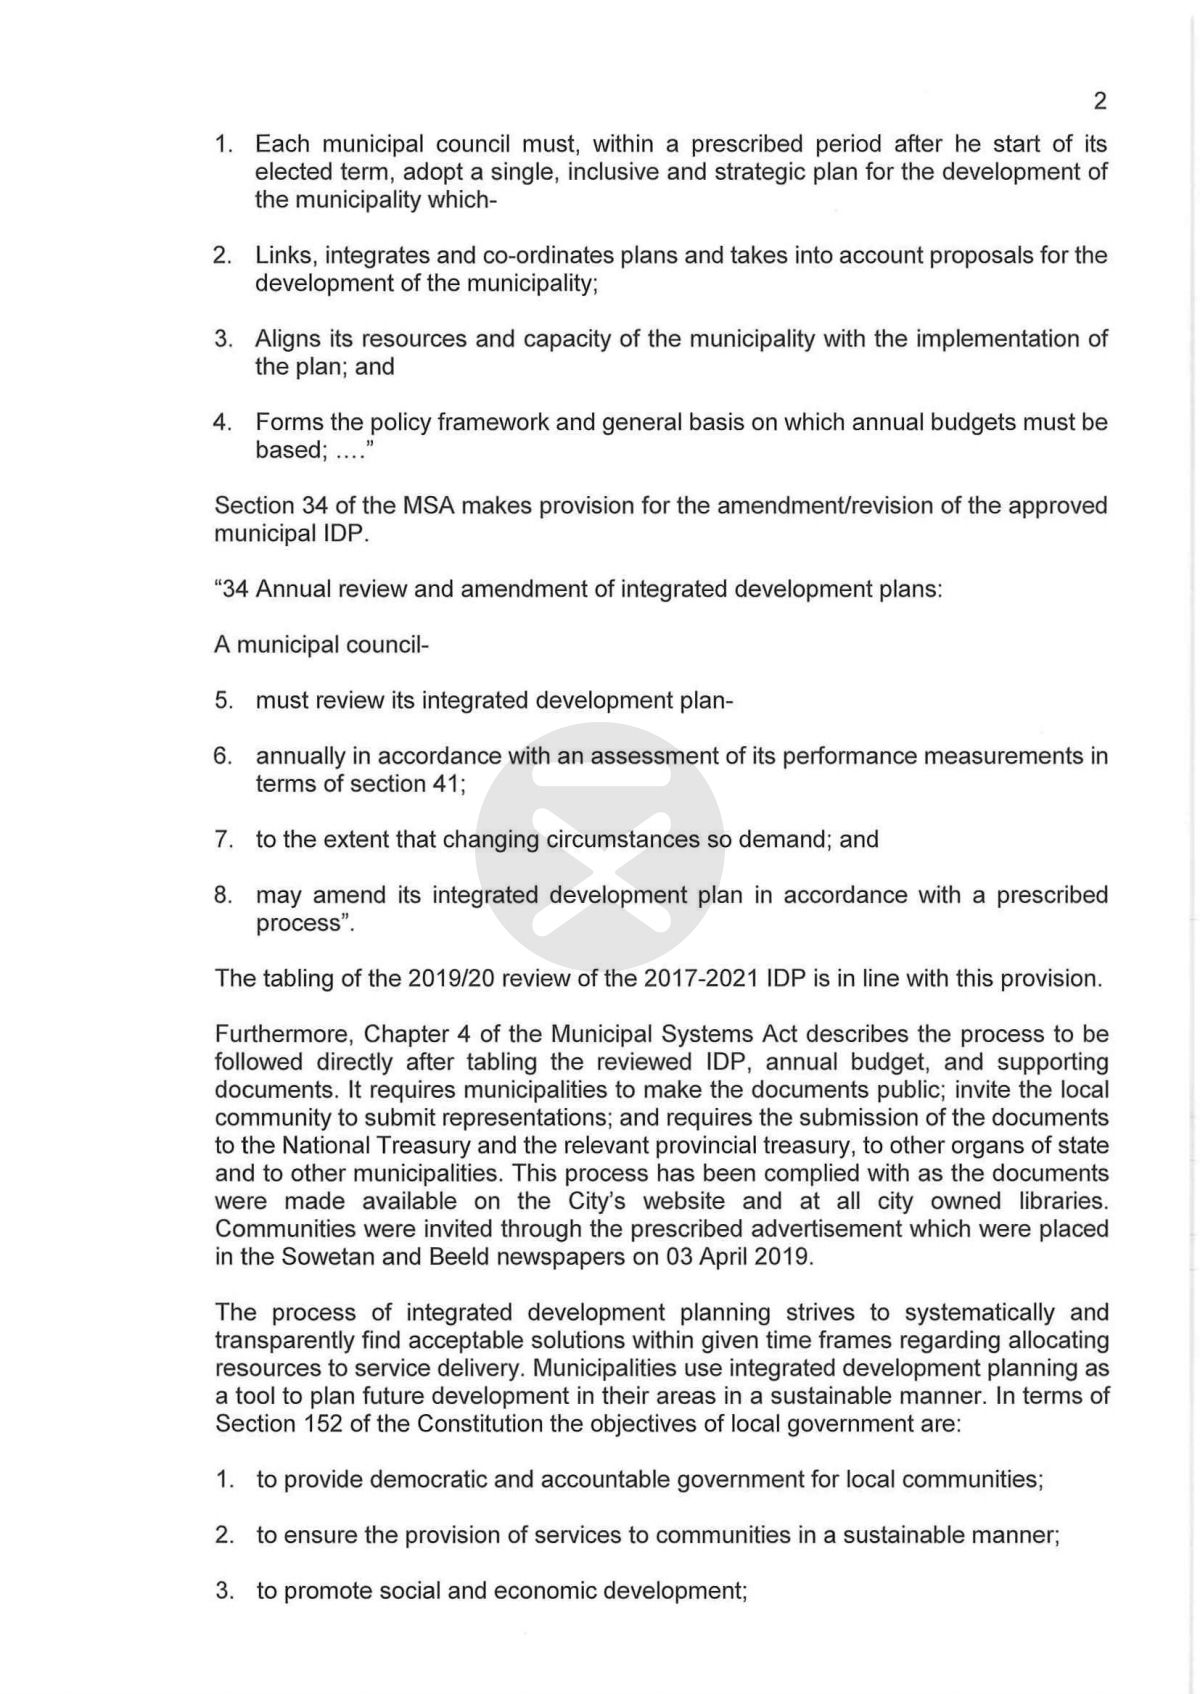 2
1. Each municipal council must, within a prescribed period after he start of its
elected term, adopt a single, inclusive and strategic plan for the development of
the municipality which-
2. Links, integrates and co-ordinates plans and takes into account proposals for the
development of the municipality;
3. Aligns its resources and capacity of the municipality with the implementation of
the plan; and
4. Forms the policy framework and general basis on which annual budgets must be
based; ....”
Section 34 of the MSA makes provision for the amendment/revision of the approved
municipal IDP.
“34 Annual review and amendment of integrated development plans:
A municipal council-
5. must review its integrated development plan-
6. annually in accordance with an assessment of its performance measurements in
terms of section 41;
7. to the extent that changing circumstances so demand; and
8. may amend its integrated development plan in accordance with a prescribed
process”.
The tabling of the 2019/20 review of the 2017-2021 IDP is in line with this provision.
Furthermore, Chapter 4 of the Municipal Systems Act describes the process to be
followed directly after tabling the reviewed IDP, annual budget, and supporting
documents. It requires municipalities to make the documents public; invite the local
community to submit representations; and requires the submission of the documents
to the National Treasury and the relevant provincial treasury, to other organs of state
and to other municipalities. This process has been complied with as the documents
were made available on the City’s website and at all city owned libraries.
Communities were invited through the prescribed advertisement which were placed
in the Sowetan and Beeld newspapers on 03 April 2019.
The process of integrated development planning strives to systematically and
transparently find acceptable solutions within given time frames regarding allocating
resources to service delivery. Municipalities use integrated development planning as
a tool to plan future development in their areas in a sustainable manner. In terms of
Section 152 of the Constitution the objectives of local government are:
1. to provide democratic and accountable government for local communities;
2. to ensure the provision of services to communities in a sustainable manner;
3. to promote social and economic development;